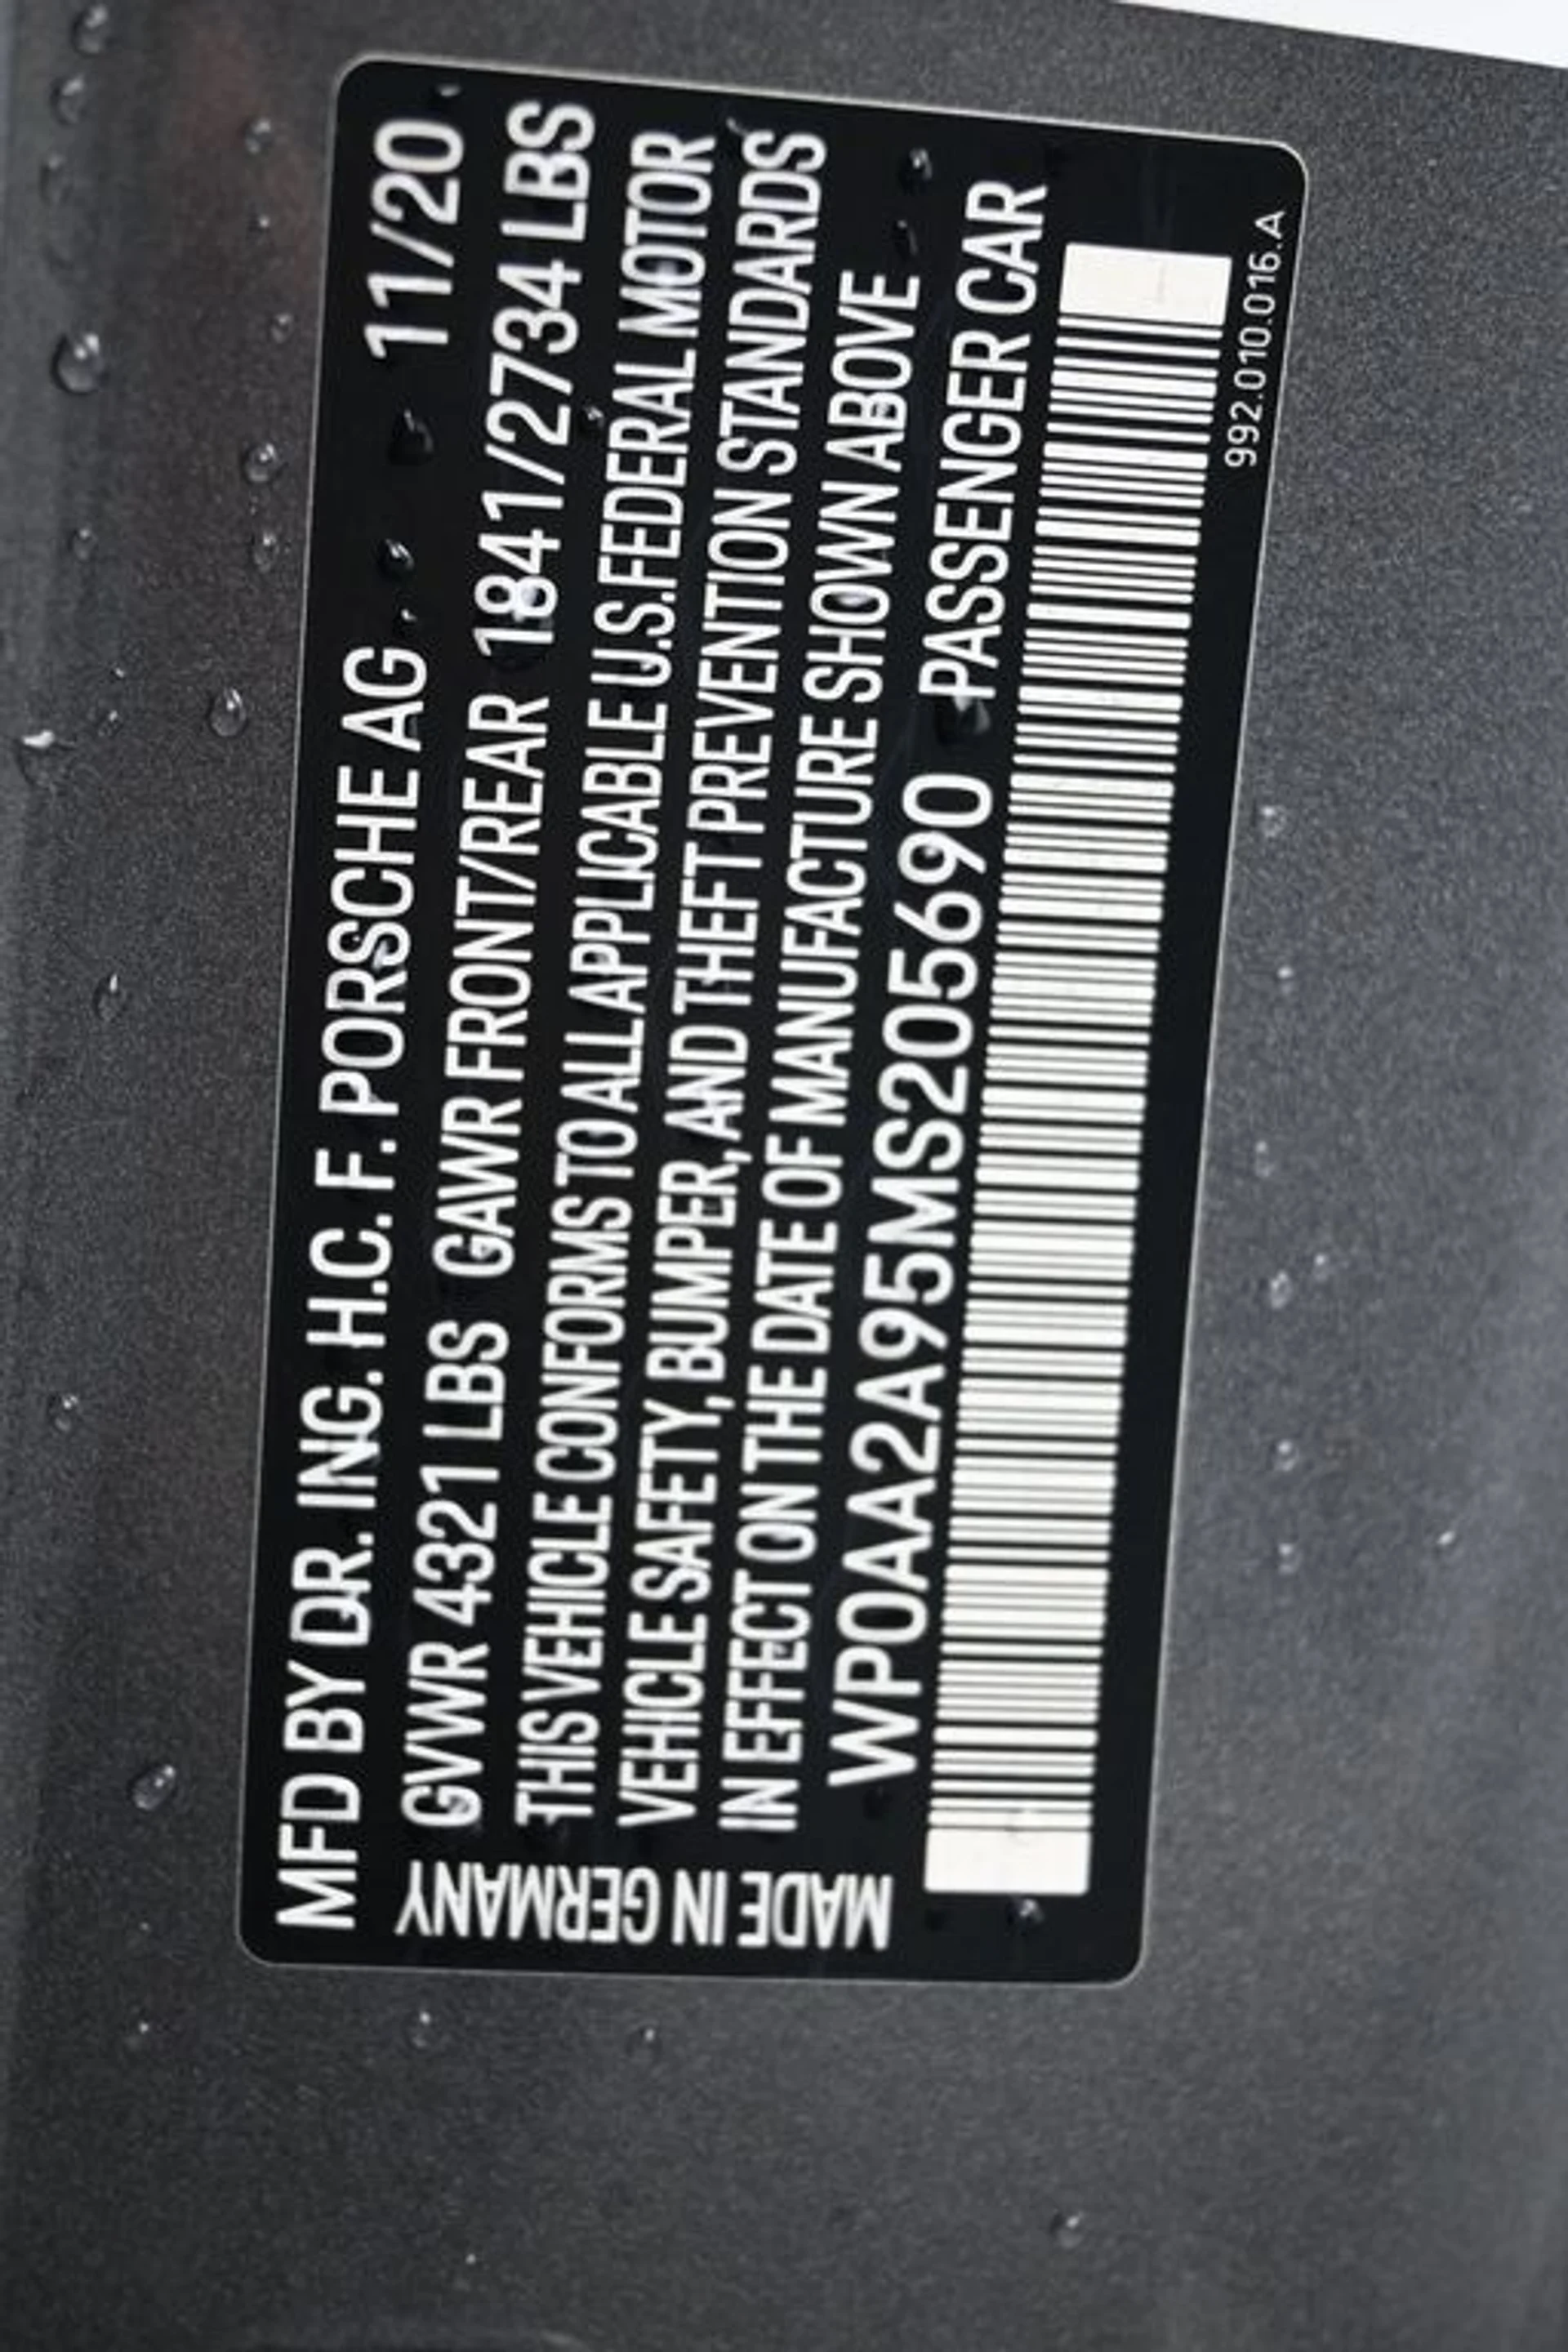 MFD BY DR. ING. H.C. F. PORSCHE AG 11/20
GVWR 4321 LBS GAWR FRONT/REAR 1841/2734 LBS
THIS VEHICLE CONFORMS TO ALL APPLICABLE U.S.FEDERAL MOTOR
VEHICLE SAFETY, BUMPER, AND THEFT PREVENTION STANDARDS
IN EFFECT ON THE DATE OF MANUFACTURE SHOWN ABOVE
WP0AA2A95MS205690 PASSENGER CAR
992.010.016.A
MADE IN GERMANY